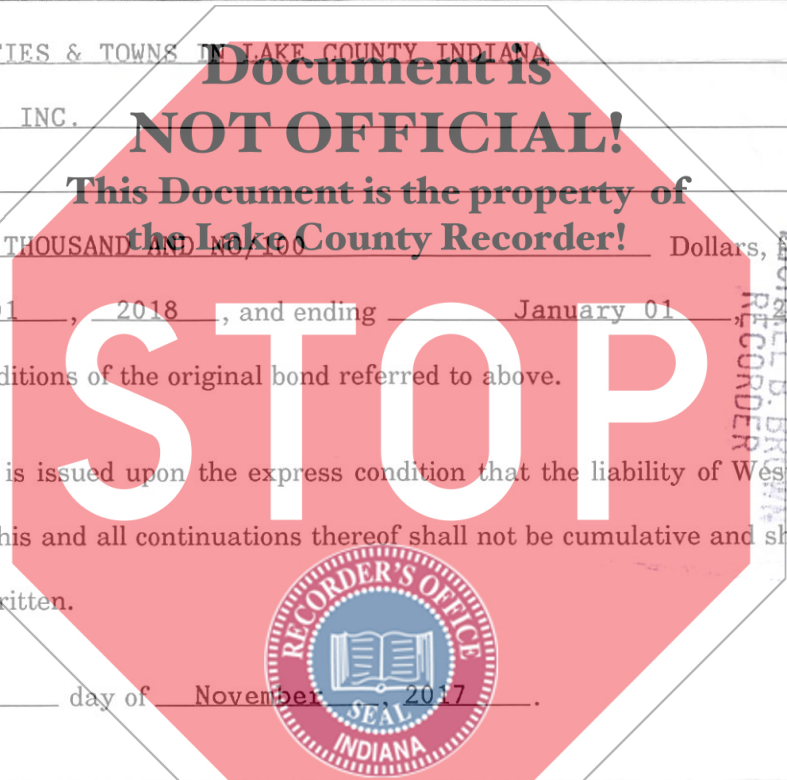 TIES & TOWNS IN LAKE COUNTY INDIANA
Document is
INC.
NOT OFFICIAL!
This Document is the property of
the Lake County Recorder!
THOUSAND AND NO/100 Dollars,
, 2018 , and ending January 01 , 2
ditions of the original bond referred to above.
STOP
RECORDER
is issued upon the express condition that the liability of Wes
his and all continuations thereof shall not be cumulative and sh
ritten.
RECORDER'S OFFICE
SEAL
INDIANA
day of November , 2017 .